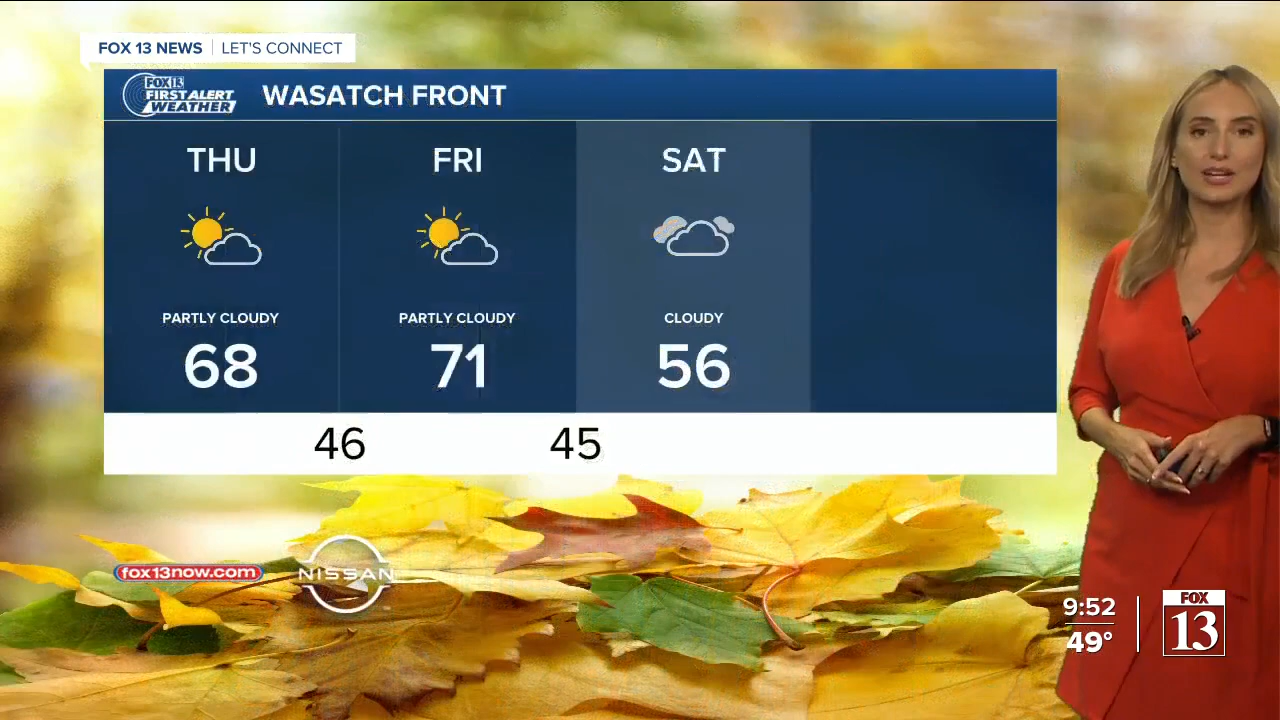 FOX 13 NEWS | LET'S CONNECT
FOX 13
FIRST ALERT
WEATHER
WASATCH FRONT
THU FRI SAT
PARTLY CLOUDY PARTLY CLOUDY CLOUDY
68 71 56
46 45
fox13now.com
NISSAN
9:52
49°
FOX
13